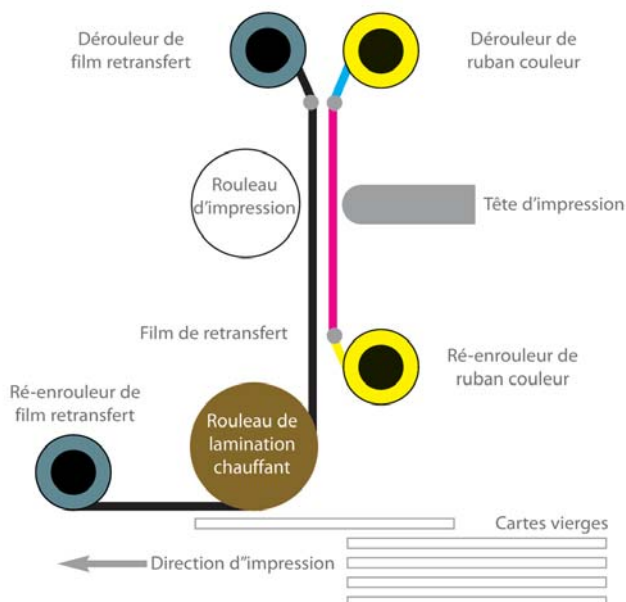 Dérouleur de
film retransfert
Dérouleur de
ruban couleur
Rouleau
d'impression
Tête d'impression
Film de retransfert
Ré-enrouleur de
ruban couleur
Ré-enrouleur de
film retransfert
Rouleau de
lamination
chauffant
Cartes vierges
Direction d"impression